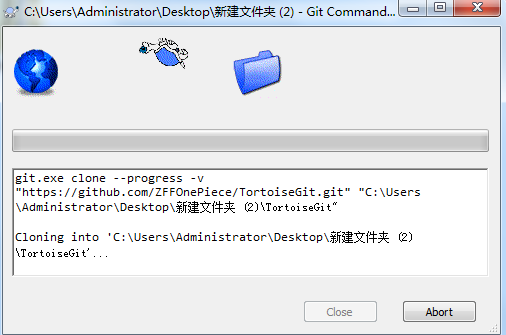 C:\Users\Administrator\Desktop\新建文件夹 (2) - Git Command...
git.exe clone --progress -v
"https://github.com/ZFFOnePiece/TortoiseGit.git" "C:\Users
\Administrator\Desktop\新建文件夹 (2)\TortoiseGit"
Cloning into 'C:\Users\Administrator\Desktop\新建文件夹 (2)
\TortoiseGit'...
Close
Abort